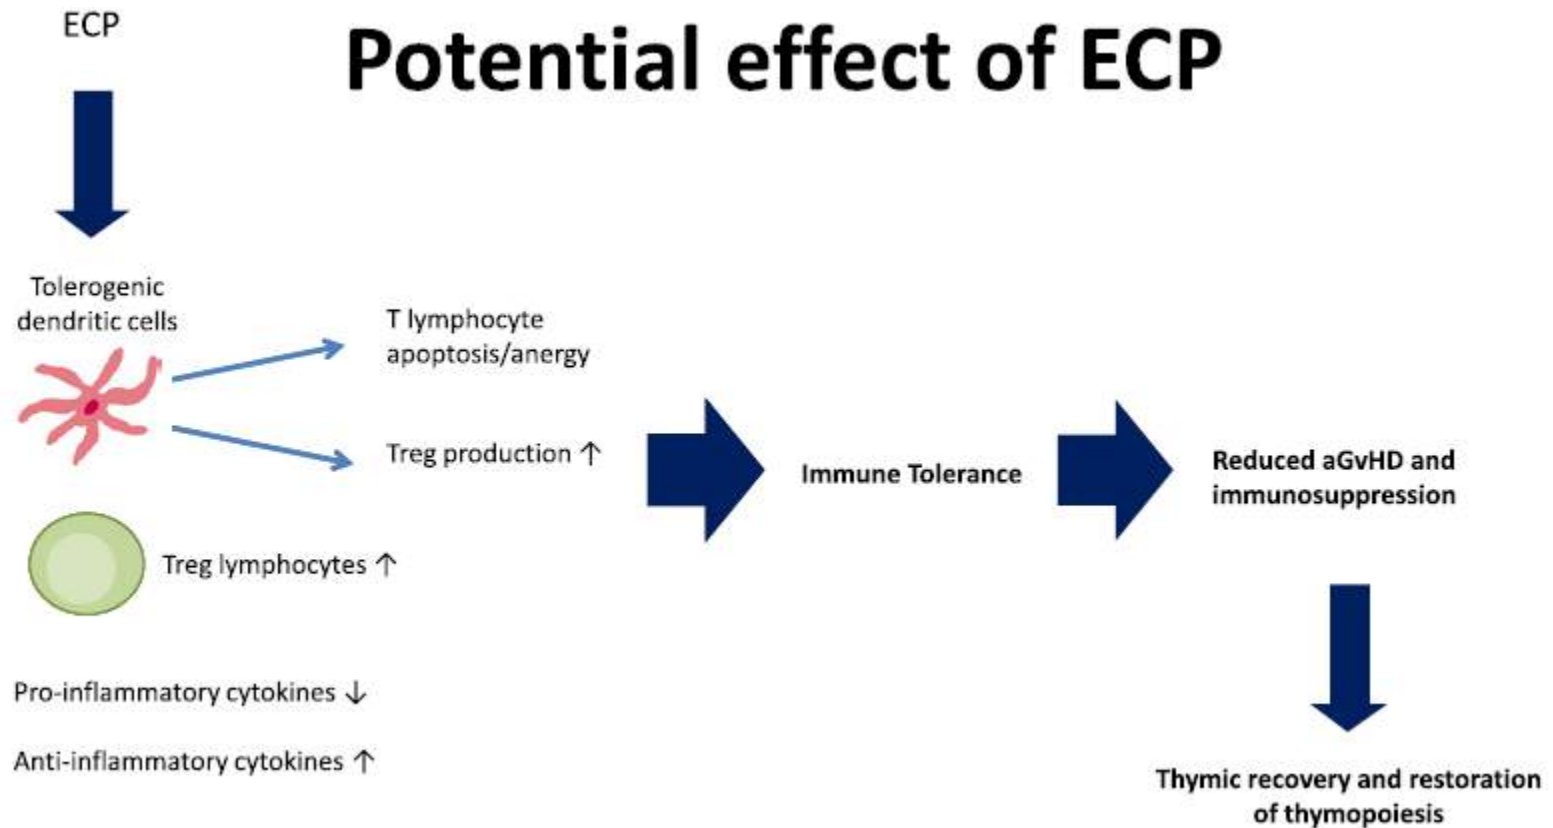 ECP
Potential effect of ECP
Tolerogenic
dendritic cells
T lymphocyte
apoptosis/anergy
Treg production ↑
Treg lymphocytes ↑
Pro-inflammatory cytokines ↓
Anti-inflammatory cytokines ↑
Immune Tolerance
Reduced aGvHD and
immunosuppression
Thymic recovery and restoration
of thymopoiesis